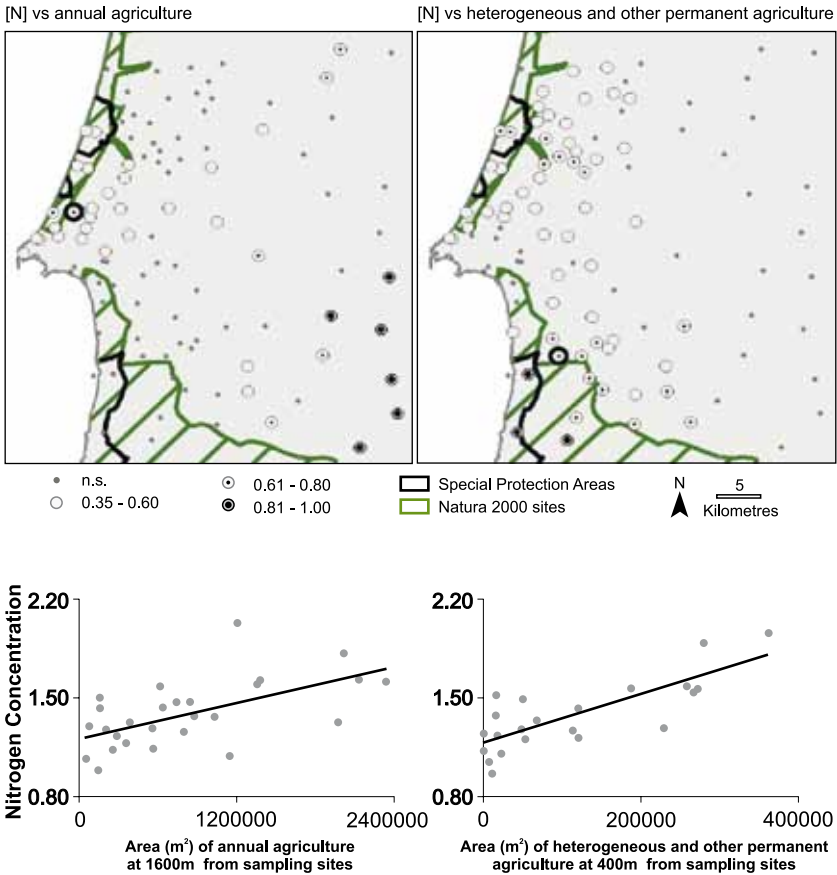 [N] vs annual agriculture
[N] vs heterogeneous and other permanent agriculture
n.s.
0.35 - 0.60
0.61 - 0.80
0.81 - 1.00
Special Protection Areas
Natura 2000 sites
N
5
Kilometres
Nitrogen Concentration
2.20
1.50
0.80
0
1200000
2400000
Area (m²) of annual agriculture
at 1600m from sampling sites
2.20
1.50
0.80
0
200000
400000
Area (m²) of heterogeneous and other permanent
agriculture at 400m from sampling sites